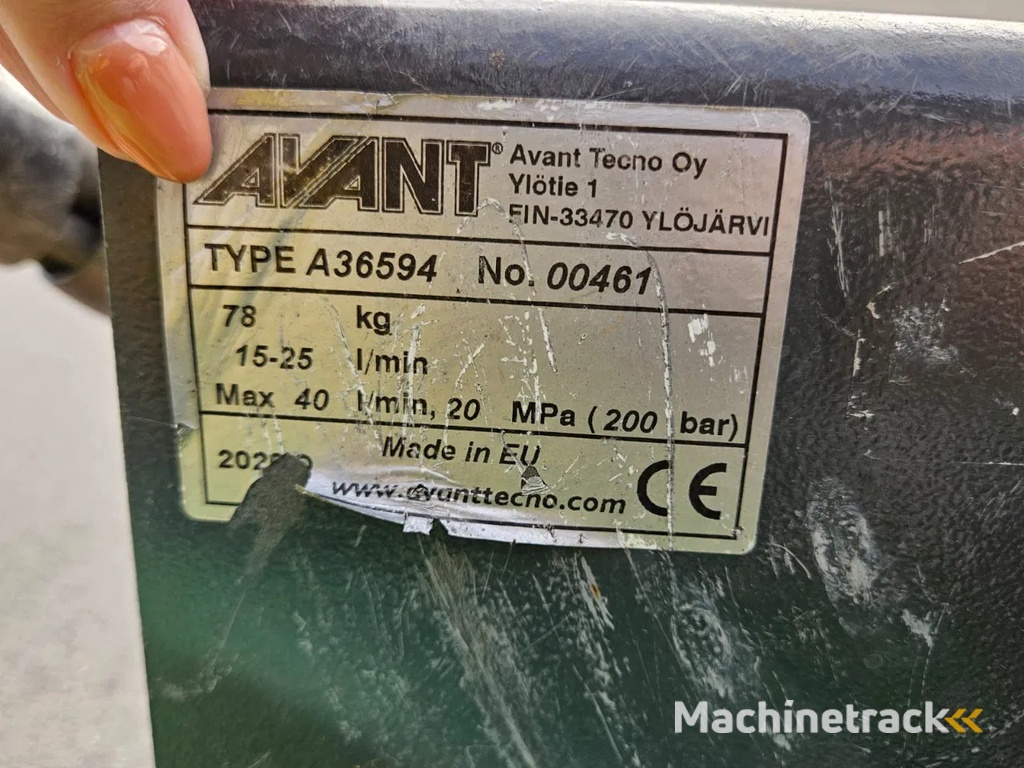 AVANT® Avant Tecno Oy
Ylötie 1
FIN-33470 YLÖJÄRVI
TYPE A36594 No. 00461
78 kg
15-25 l/min
Max 40 l/min, 20 MPa (200 bar)
Made in EU
www.avanttecno.com CE
Machinetrack